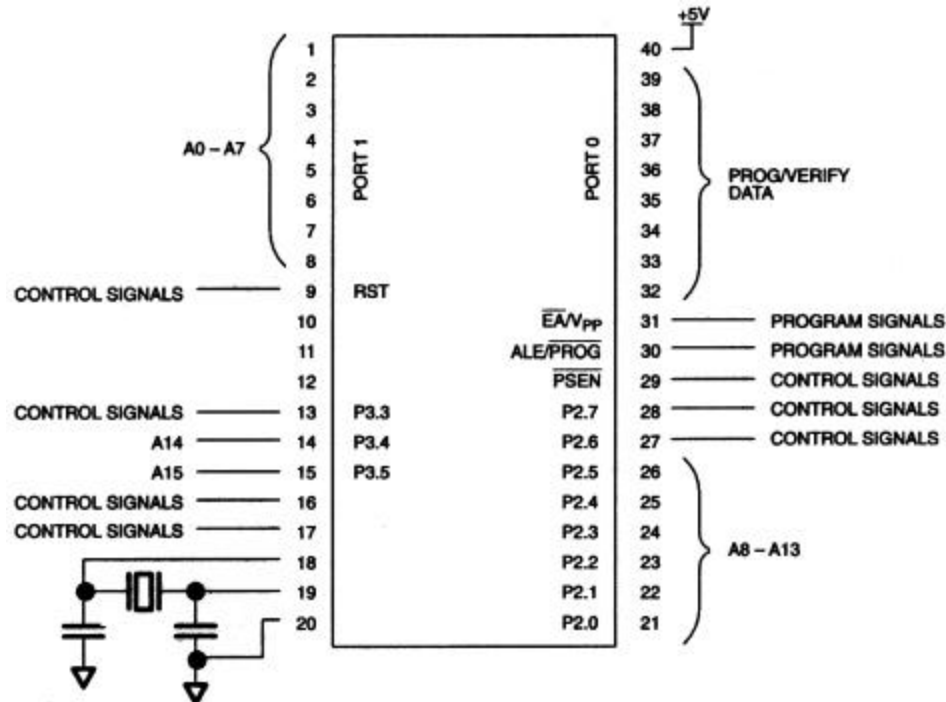 +5V
1
2
3
4
5
6
7
8
9
10
11
12
13
14
15
16
17
18
19
20
A0 – A7
CONTROL SIGNALS
CONTROL SIGNALS
A14
A15
CONTROL SIGNALS
CONTROL SIGNALS
PORT 1
RST
P3.3
P3.4
P3.5
PORT 0
E̅A̅/VPP
ALE/P̅R̅O̅G̅
P̅S̅E̅N̅
P2.7
P2.6
P2.5
P2.4
P2.3
P2.2
P2.1
P2.0
40
39
38
37
36
35
34
33
32
31
30
29
28
27
26
25
24
23
22
21
PROG/VERIFY
DATA
PROGRAM SIGNALS
PROGRAM SIGNALS
CONTROL SIGNALS
CONTROL SIGNALS
CONTROL SIGNALS
A8 – A13